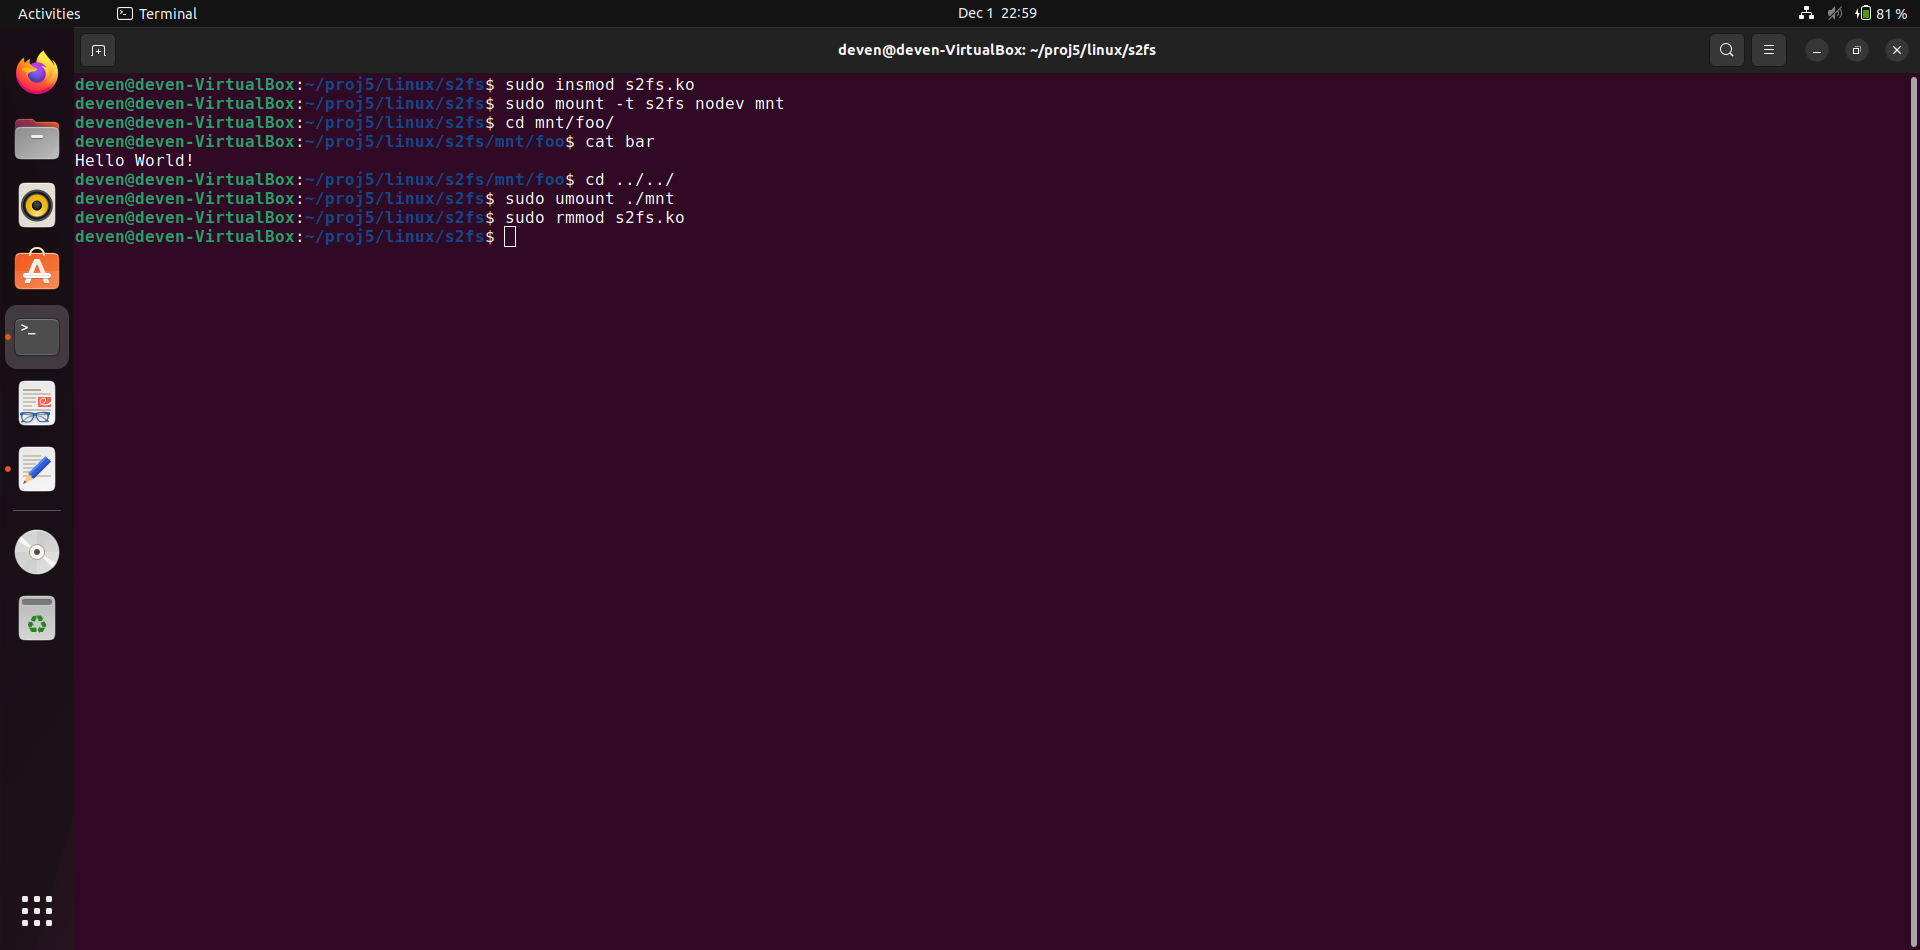 Activities
Terminal
Dec 1 22:59
81 %
deven@deven-VirtualBox: ~/proj5/linux/s2fs
deven@deven-VirtualBox:~/proj5/linux/s2fs$ sudo insmod s2fs.ko
deven@deven-VirtualBox:~/proj5/linux/s2fs$ sudo mount -t s2fs nodev mnt
deven@deven-VirtualBox:~/proj5/linux/s2fs$ cd mnt/foo/
deven@deven-VirtualBox:~/proj5/linux/s2fs/mnt/foo$ cat bar
Hello World!
deven@deven-VirtualBox:~/proj5/linux/s2fs/mnt/foo$ cd ../../
deven@deven-VirtualBox:~/proj5/linux/s2fs$ sudo umount ./mnt
deven@deven-VirtualBox:~/proj5/linux/s2fs$ sudo rmmod s2fs.ko
deven@deven-VirtualBox:~/proj5/linux/s2fs$